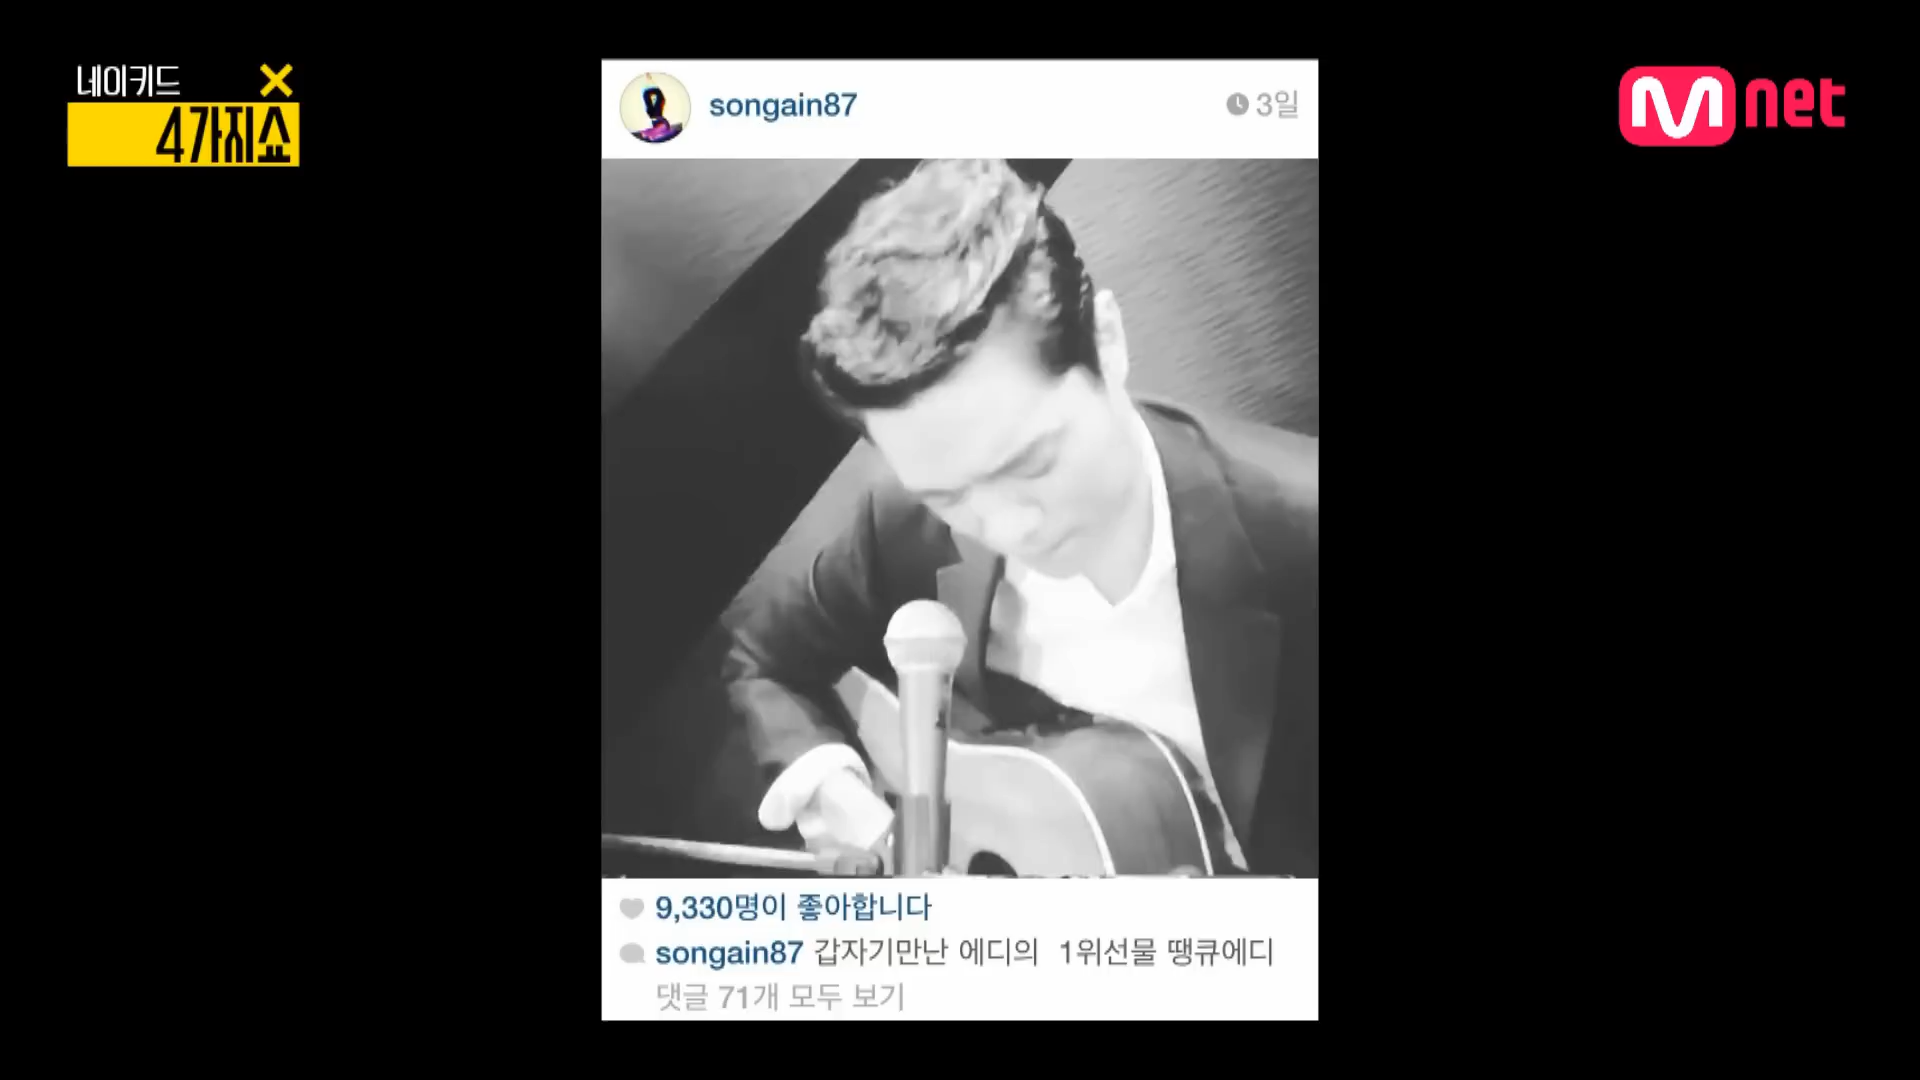 네이키드
4가지쇼
Mnet
songain87
3일
9,330명이 좋아합니다
songain87 갑자기만난 에디의 1위선물 땡큐에디
댓글 71개 모두 보기